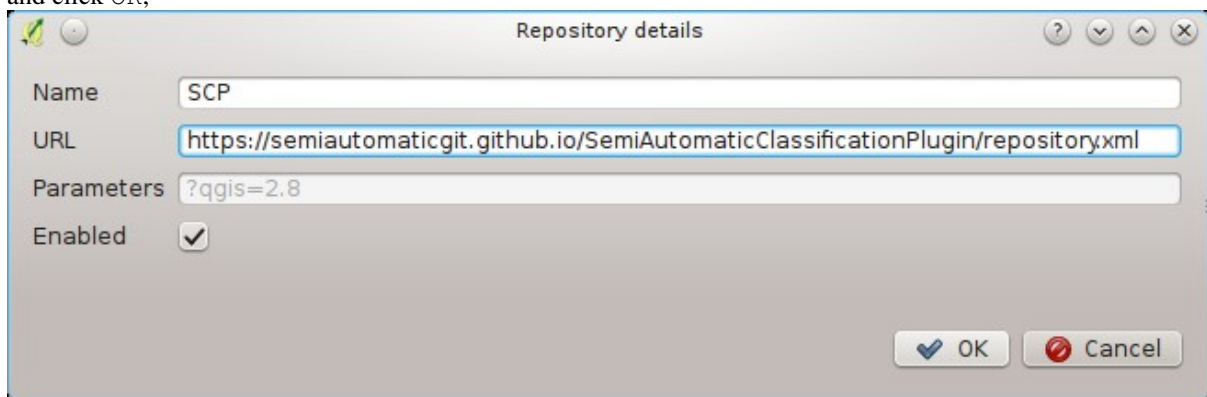 and click OK;
Repository details
Name SCP
URL https://semiautomaticgit.github.io/SemiAutomaticClassificationPlugin/repository.xml
Parameters ?qgis=2.8
Enabled
OK Cancel